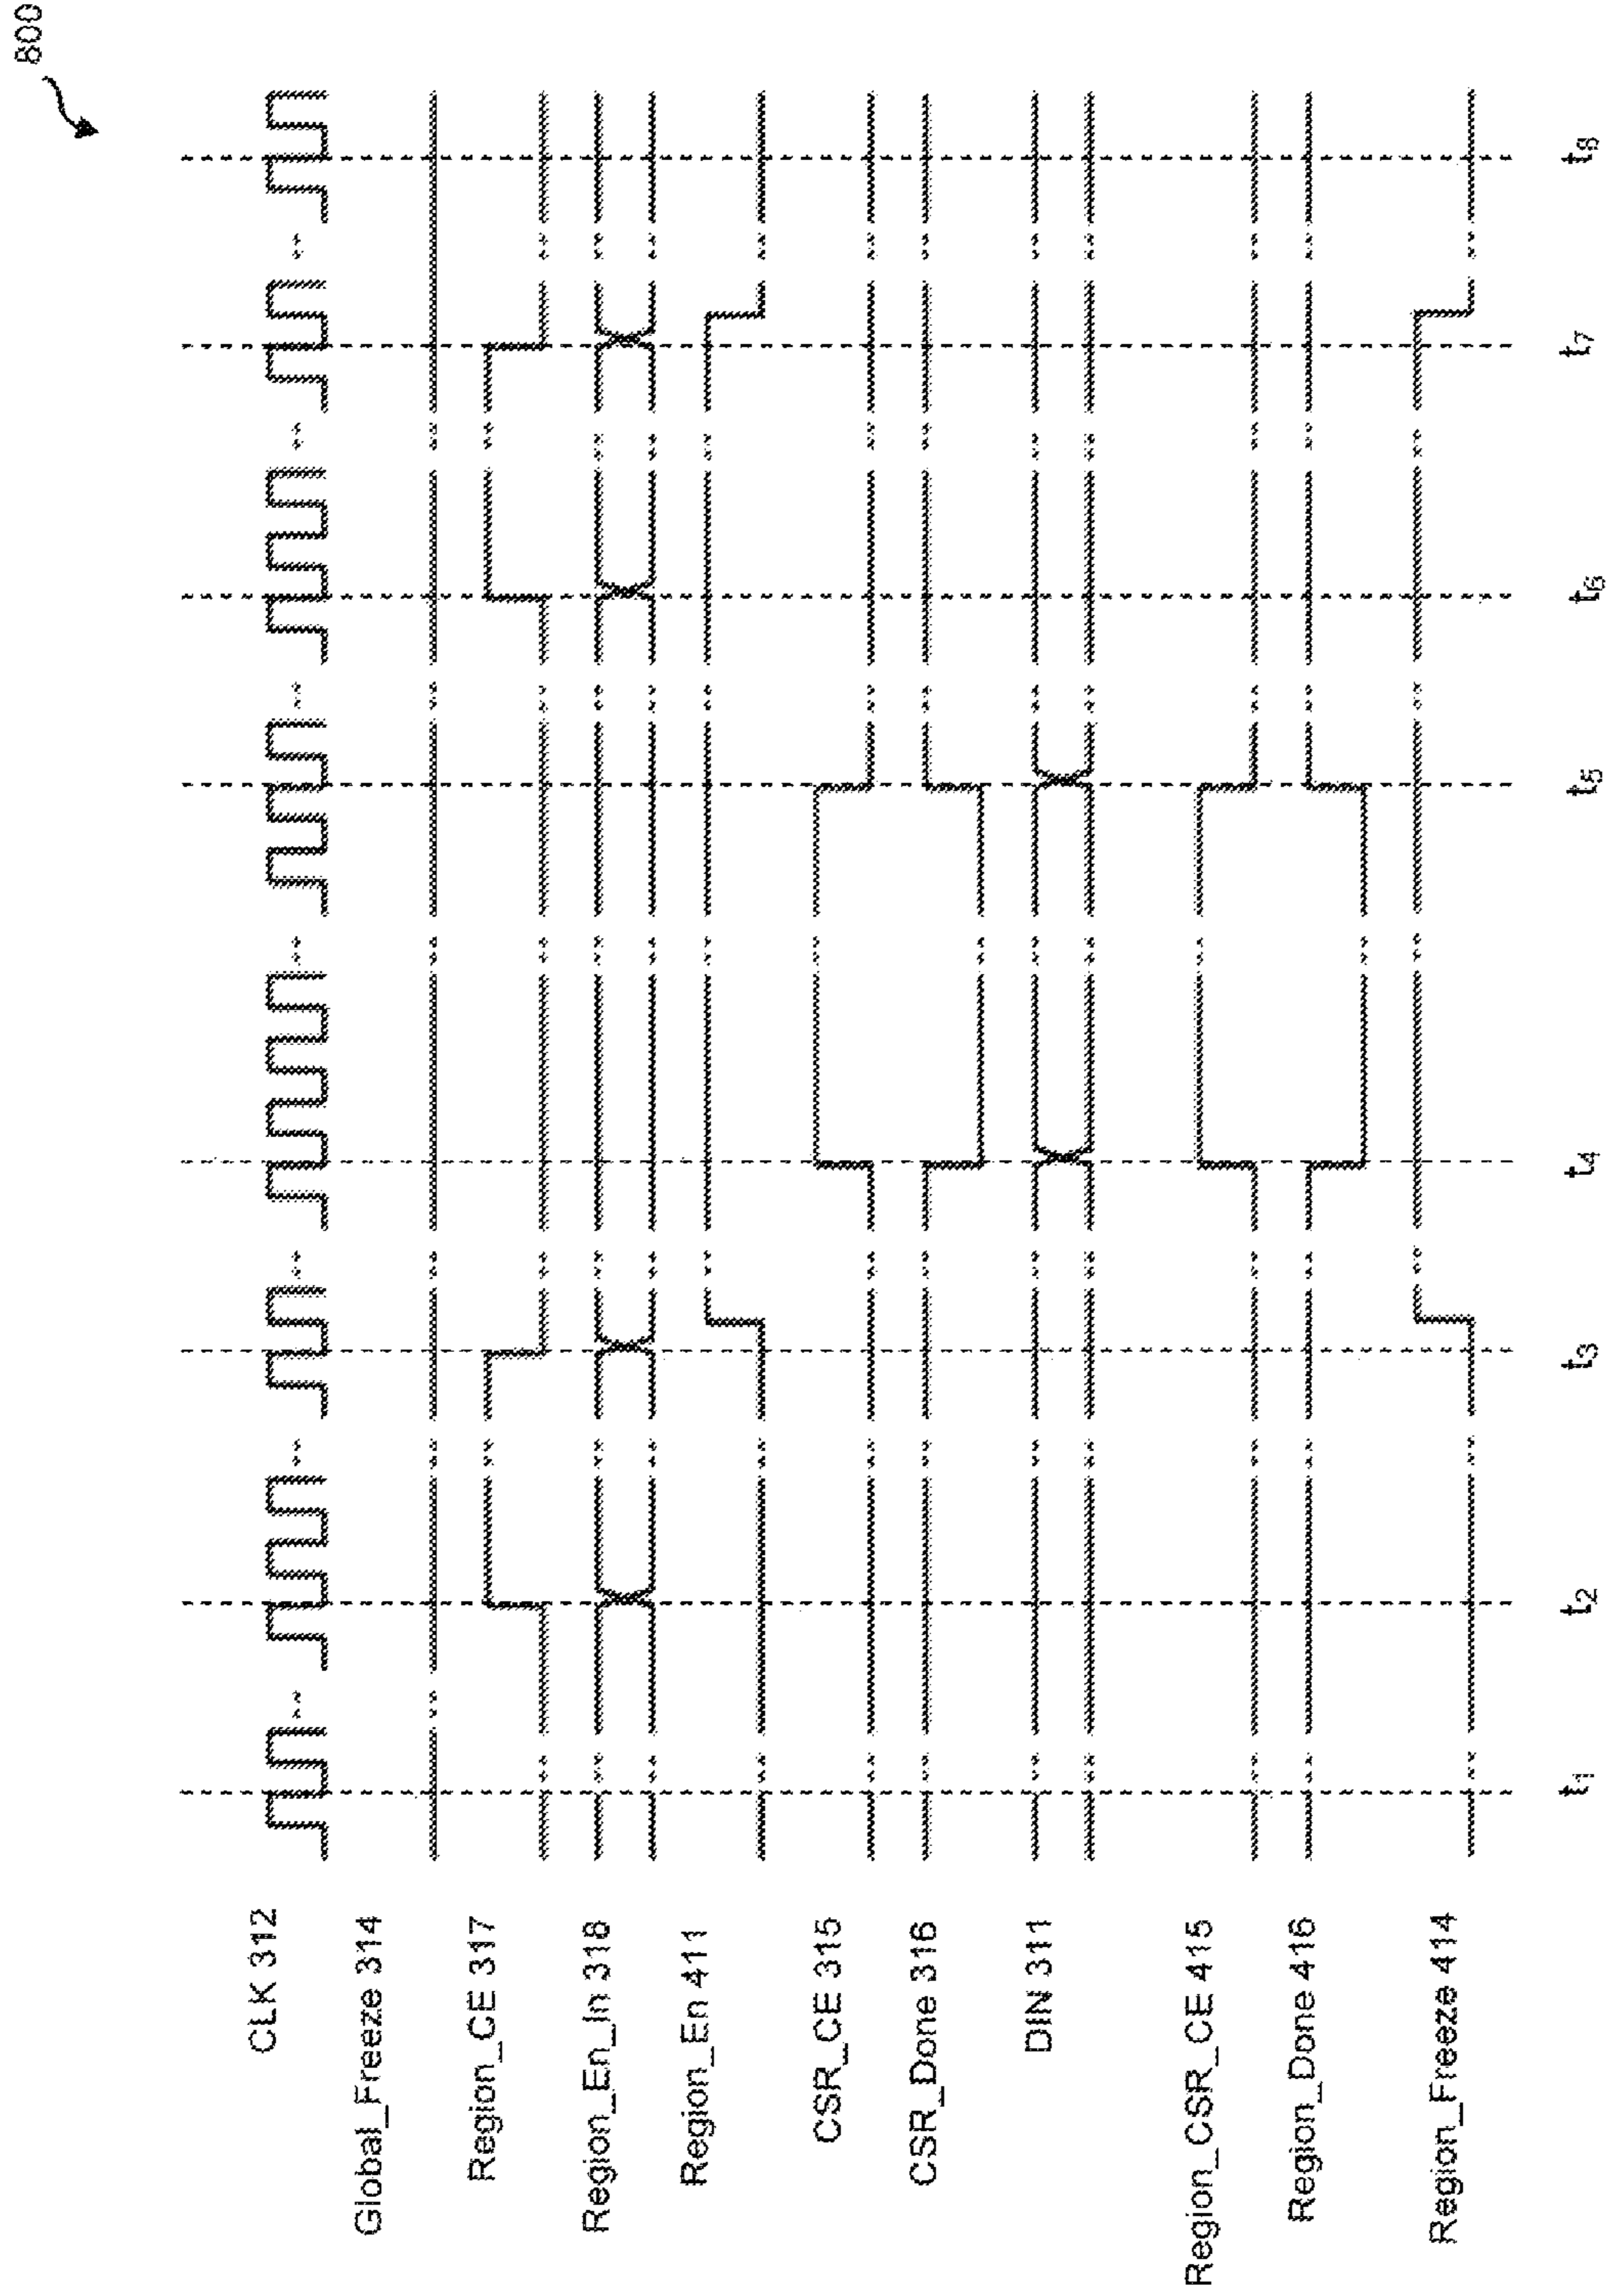 800
CLK 312
Global_Freeze 314
Region_CE 317
Region_En_In 318
Region_En 411
CSR_CE 315
CSR_Done 316
DIN 311
Region_CSR_CE 415
Region_Done 416
Region_Freeze 414
t1 t2 t3 t4 t5 t6 t7 t8